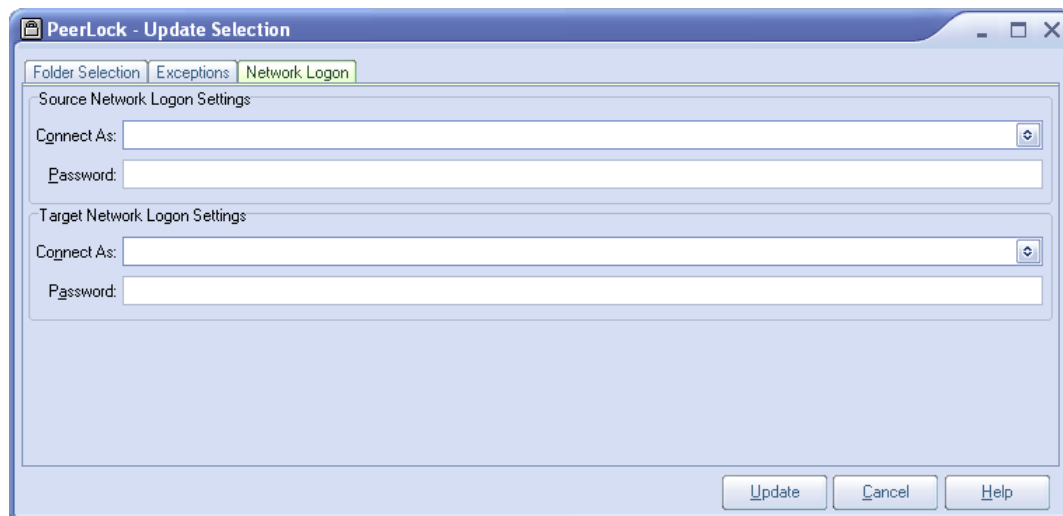 PeerLock - Update Selection
Folder Selection Exceptions Network Logon
Source Network Logon Settings
Connect As:
Password:
Target Network Logon Settings
Connect As:
Password:
Update Cancel Help